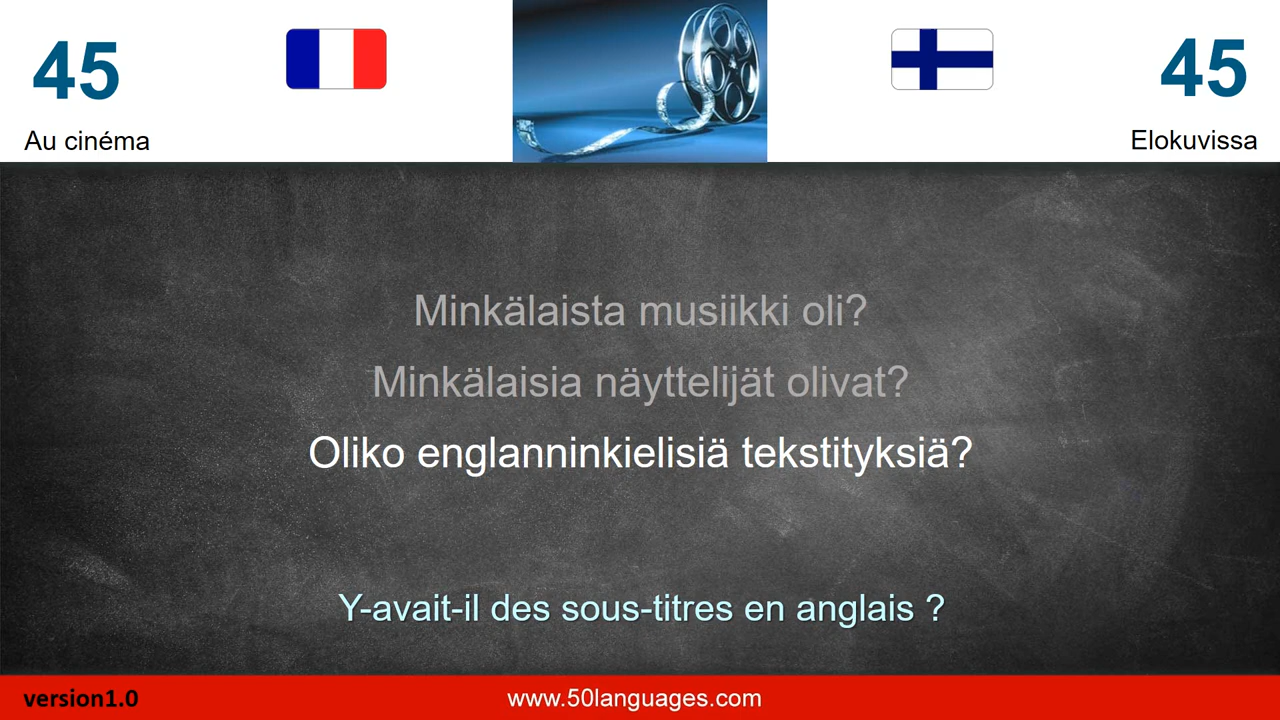 45
45
Au cinéma
Elokuvissa
Minkälaista musiikki oli?
Minkälaisia näyttelijät olivat?
Oliko englanninkielisiä tekstityksiä?
Y-avait-il des sous-titres en anglais ?
version1.0
www.50languages.com